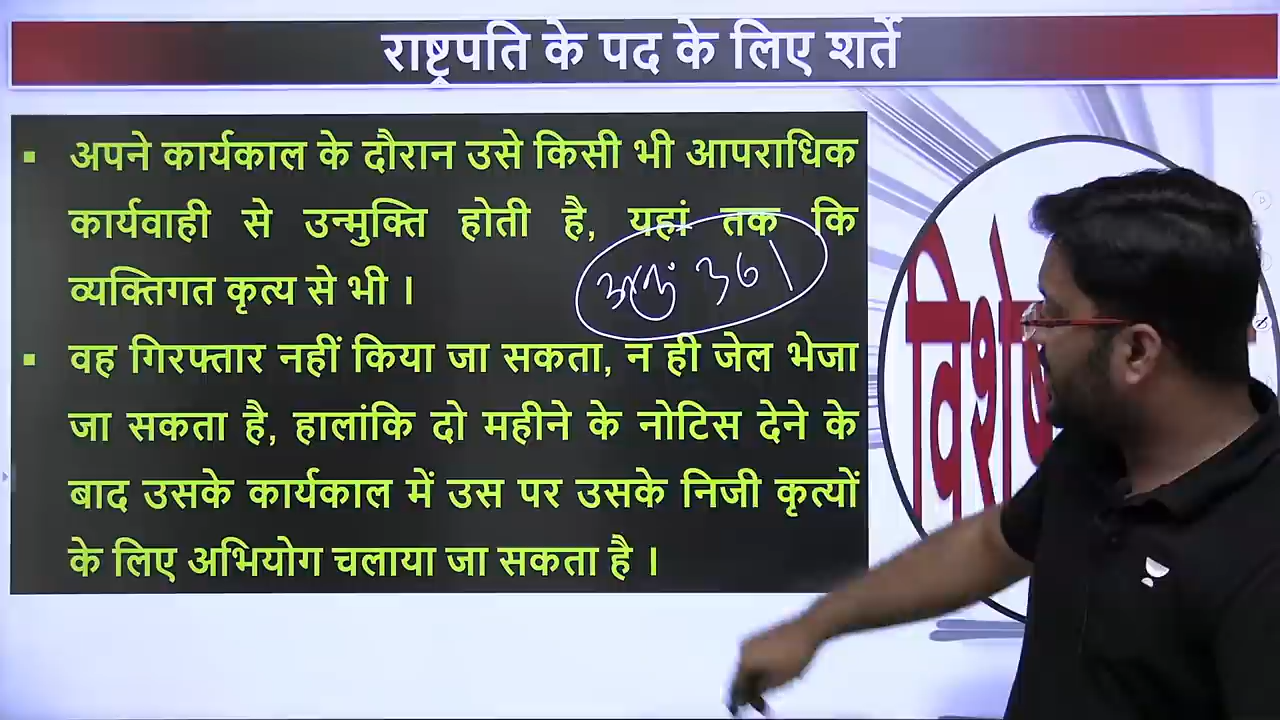 राष्ट्रपति के पद के लिए शर्तें
▪ अपने कार्यकाल के दौरान उसे किसी भी आपराधिक
कार्यवाही से उन्मुक्ति होती है, यहां तक कि
व्यक्तिगत कृत्य से भी ।
अनु० 361
▪ वह गिरफ्तार नहीं किया जा सकता, न ही जेल भेजा
जा सकता है, हालांकि दो महीने के नोटिस देने के
बाद उसके कार्यकाल में उस पर उसके निजी कृत्यों
के लिए अभियोग चलाया जा सकता है ।